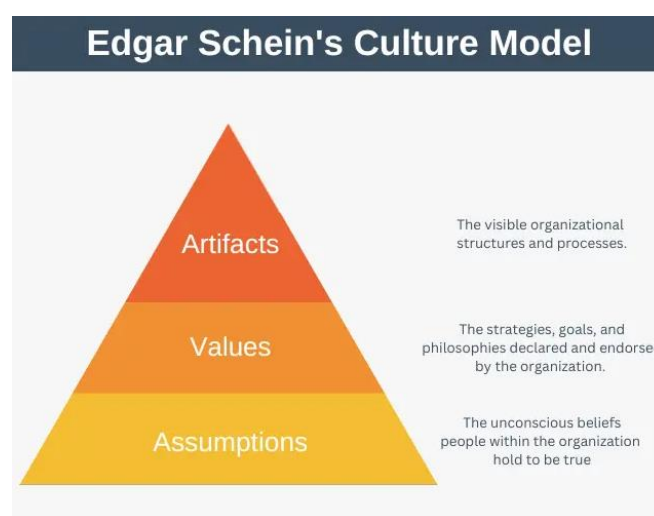 Edgar Schein's Culture Model
Artifacts
The visible organizational
structures and processes.
Values
The strategies, goals, and
philosophies declared and endorse
by the organization.
Assumptions
The unconscious beliefs
people within the organization
hold to be true